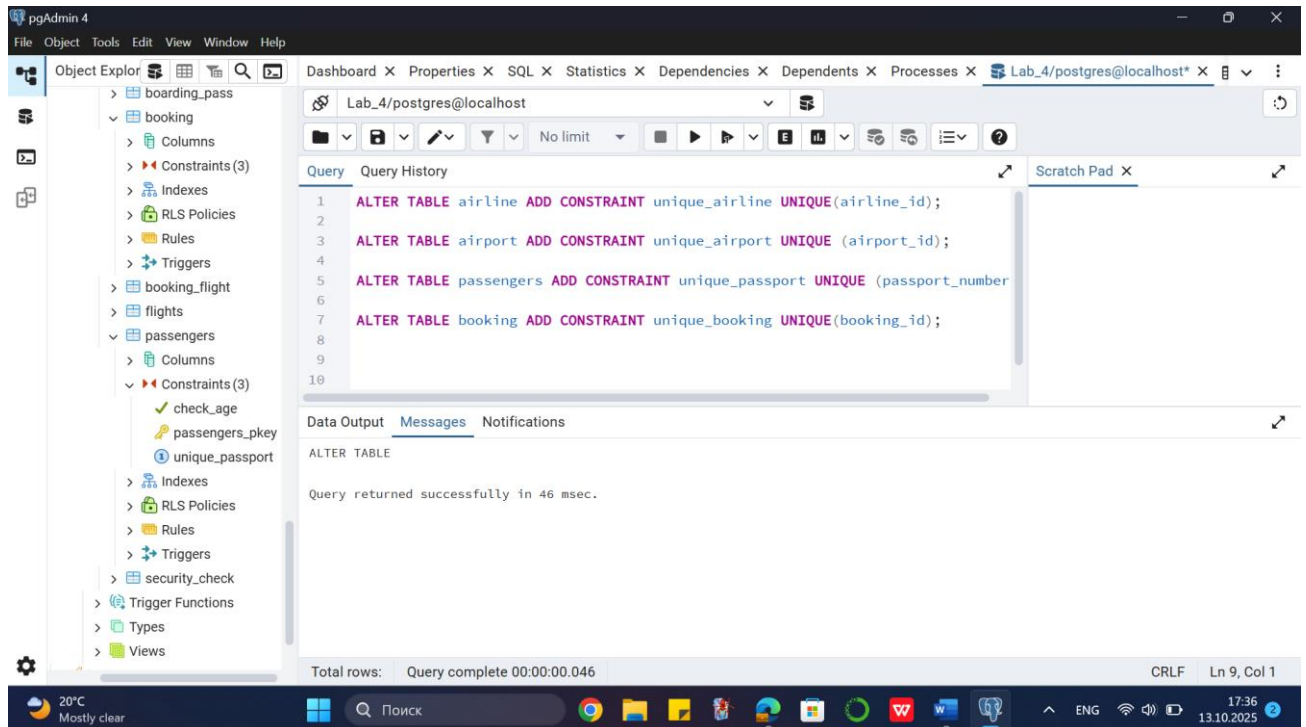 pgAdmin 4
File Object Tools Edit View Window Help
Object Explor
Dashboard Properties SQL Statistics Dependencies Dependents Processes Lab_4/postgres@localhost*
boarding_pass
booking
Columns
Constraints (3)
Indexes
RLS Policies
Rules
Triggers
booking_flight
flights
passengers
Columns
Constraints (3)
check_age
passengers_pkey
unique_passport
Indexes
RLS Policies
Rules
Triggers
security_check
Trigger Functions
Types
Views
Lab_4/postgres@localhost
No limit
Query Query History
Scratch Pad
1 ALTER TABLE airline ADD CONSTRAINT unique_airline UNIQUE(airline_id);
2
3 ALTER TABLE airport ADD CONSTRAINT unique_airport UNIQUE (airport_id);
4
5 ALTER TABLE passengers ADD CONSTRAINT unique_passport UNIQUE (passport_number
6
7 ALTER TABLE booking ADD CONSTRAINT unique_booking UNIQUE(booking_id);
8
9
10
Data Output Messages Notifications
ALTER TABLE
Query returned successfully in 46 msec.
Total rows: Query complete 00:00:00.046 CRLF Ln 9, Col 1
20°C
Mostly clear
Поиск
ENG
17:36
13.10.2025
2